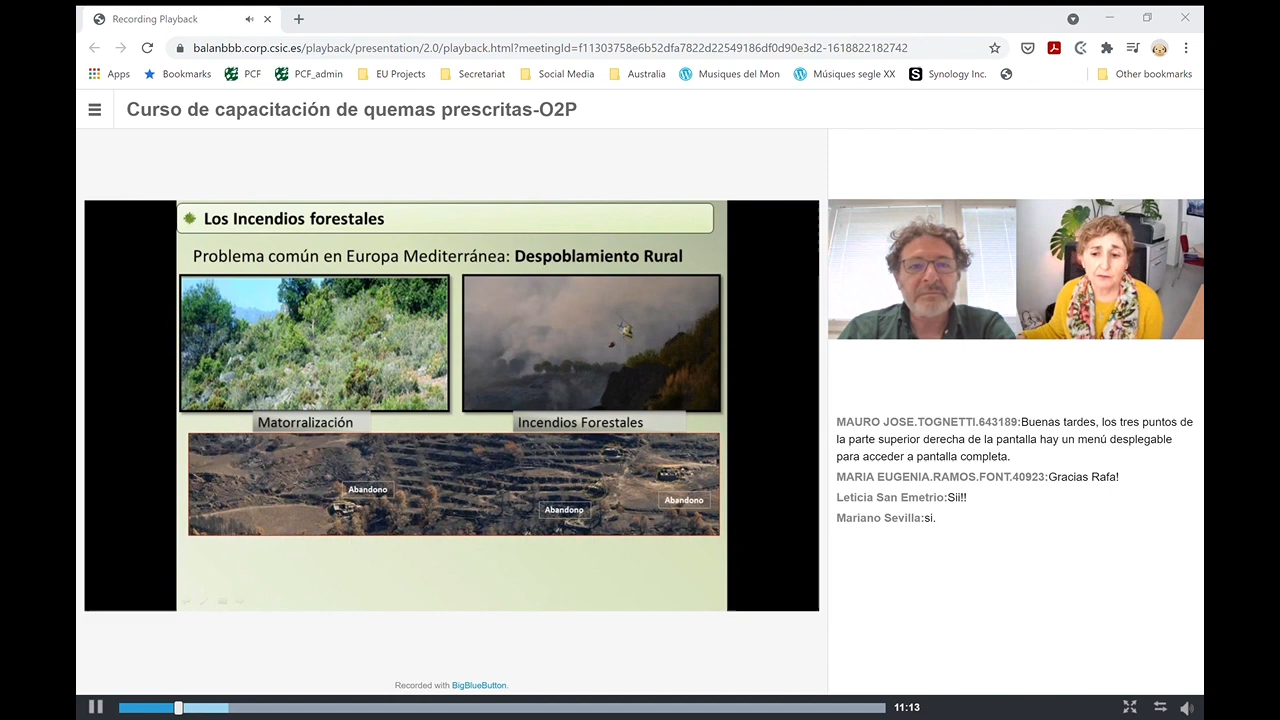 Recording Playback
balanbbb.corp.csic.es/playback/presentation/2.0/playback.html?meetingId=f11303758e6b52dfa7822d22549186df0d90e3d2-1618822182742
Apps
Bookmarks
PCF
PCF_admin
EU Projects
Secretariat
Social Media
Australia
Musiques del Mon
Músiques segle XX
Synology Inc.
Other bookmarks
Curso de capacitación de quemas prescritas-O2P
Los Incendios forestales
Problema común en Europa Mediterránea: Despoblamiento Rural
Matorralización
Incendios Forestales
Abandono
Abandono
Abandono
MAURO JOSE.TOGNETTI.643189:Buenas tardes, los tres puntos de
la parte superior derecha de la pantalla hay un menú desplegable
para acceder a pantalla completa.
MARIA EUGENIA.RAMOS.FONT.40923:Gracias Rafa!
Leticia San Emetrio:Sii!!
Mariano Sevilla:si.
Recorded with BigBlueButton.
11:13